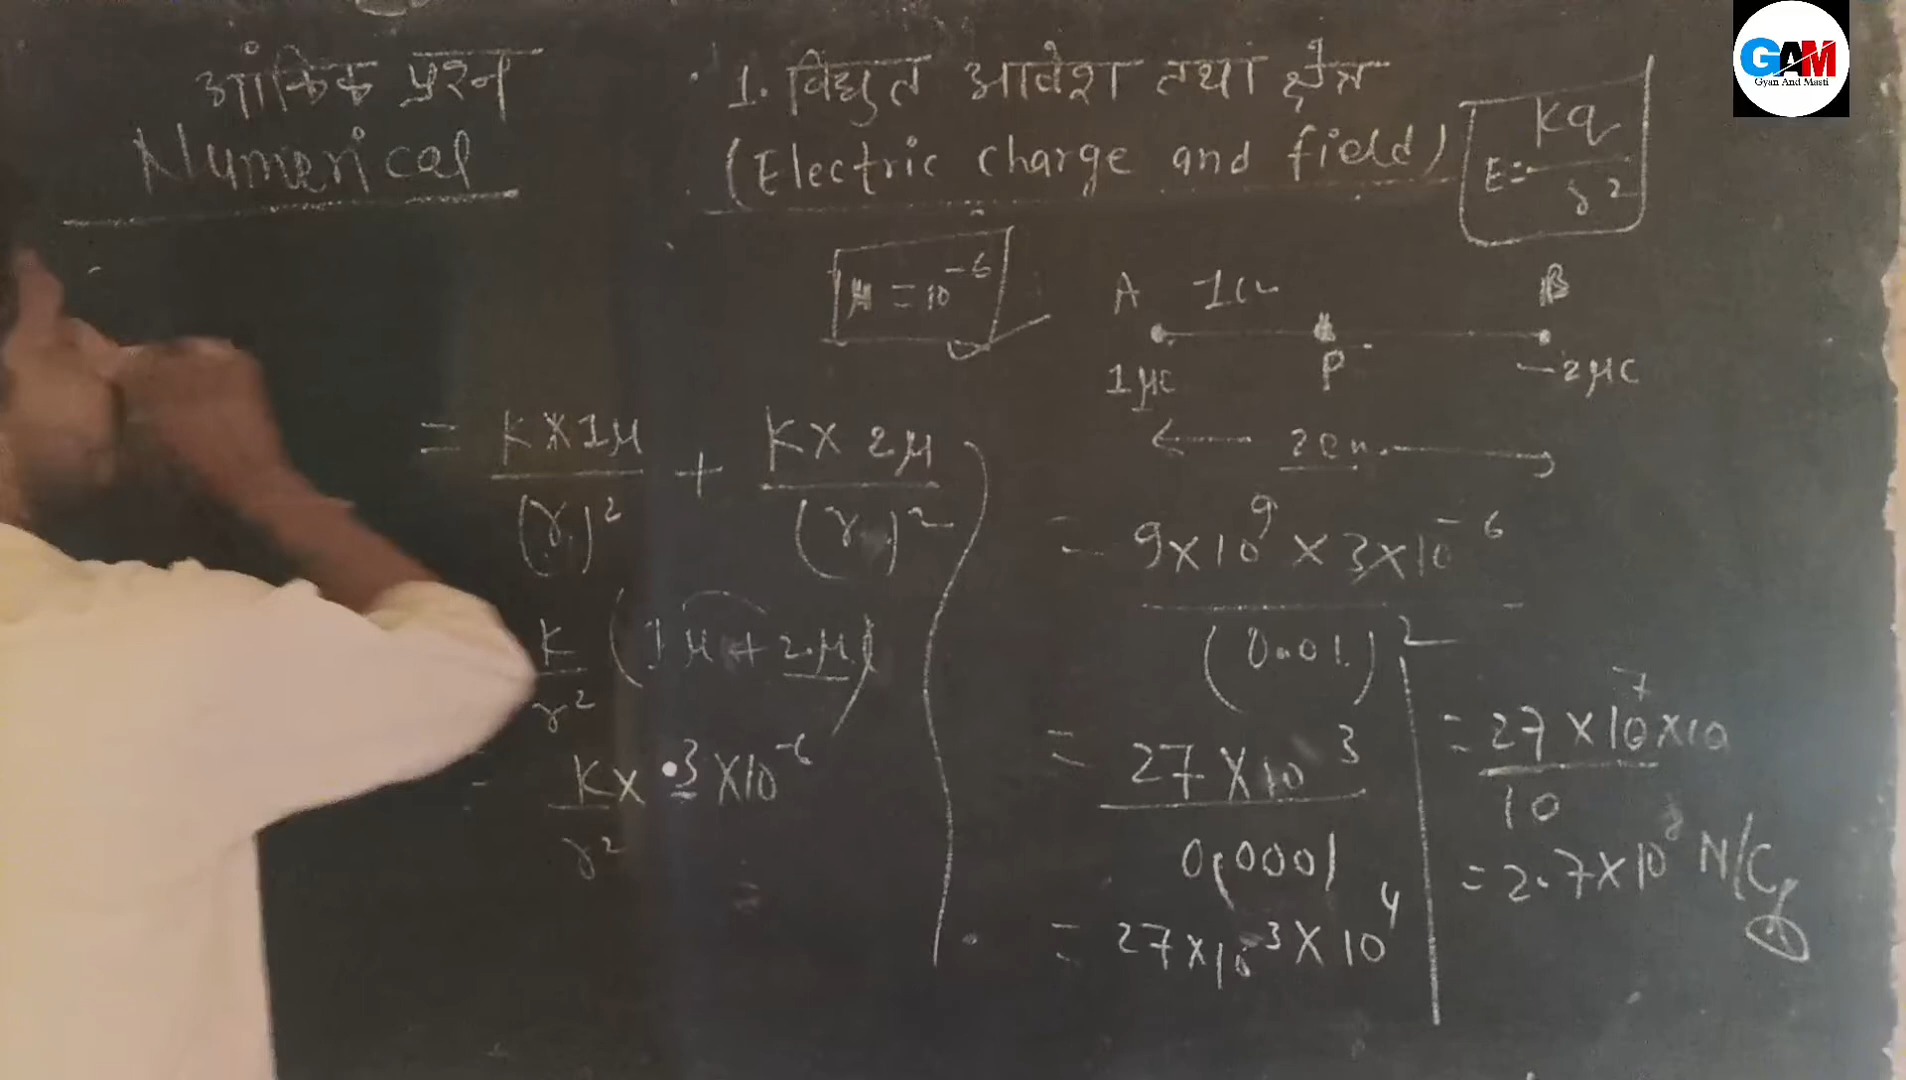 आंकिक प्रश्न
Numerical
1. विद्युत आवेश तथा क्षेत्र
(Electric charge and field)
E = Kq / r²
μ = 10⁻⁶
A 1cm B
P
1μC -2μC
2cm
= K×1μ / (r)² + K×2μ / (r)²
K / r² (1μ + 2μ)
= K×3×10⁻⁶ / r²
= 9×10⁹ × 3×10⁻⁶ / (0.01)²
= 27×10³ / 0.0001
= 27×10³×10⁴
= 27×10⁷×10 / 10
= 2.7×10⁸ N/C
GAM
Gyan And Masti